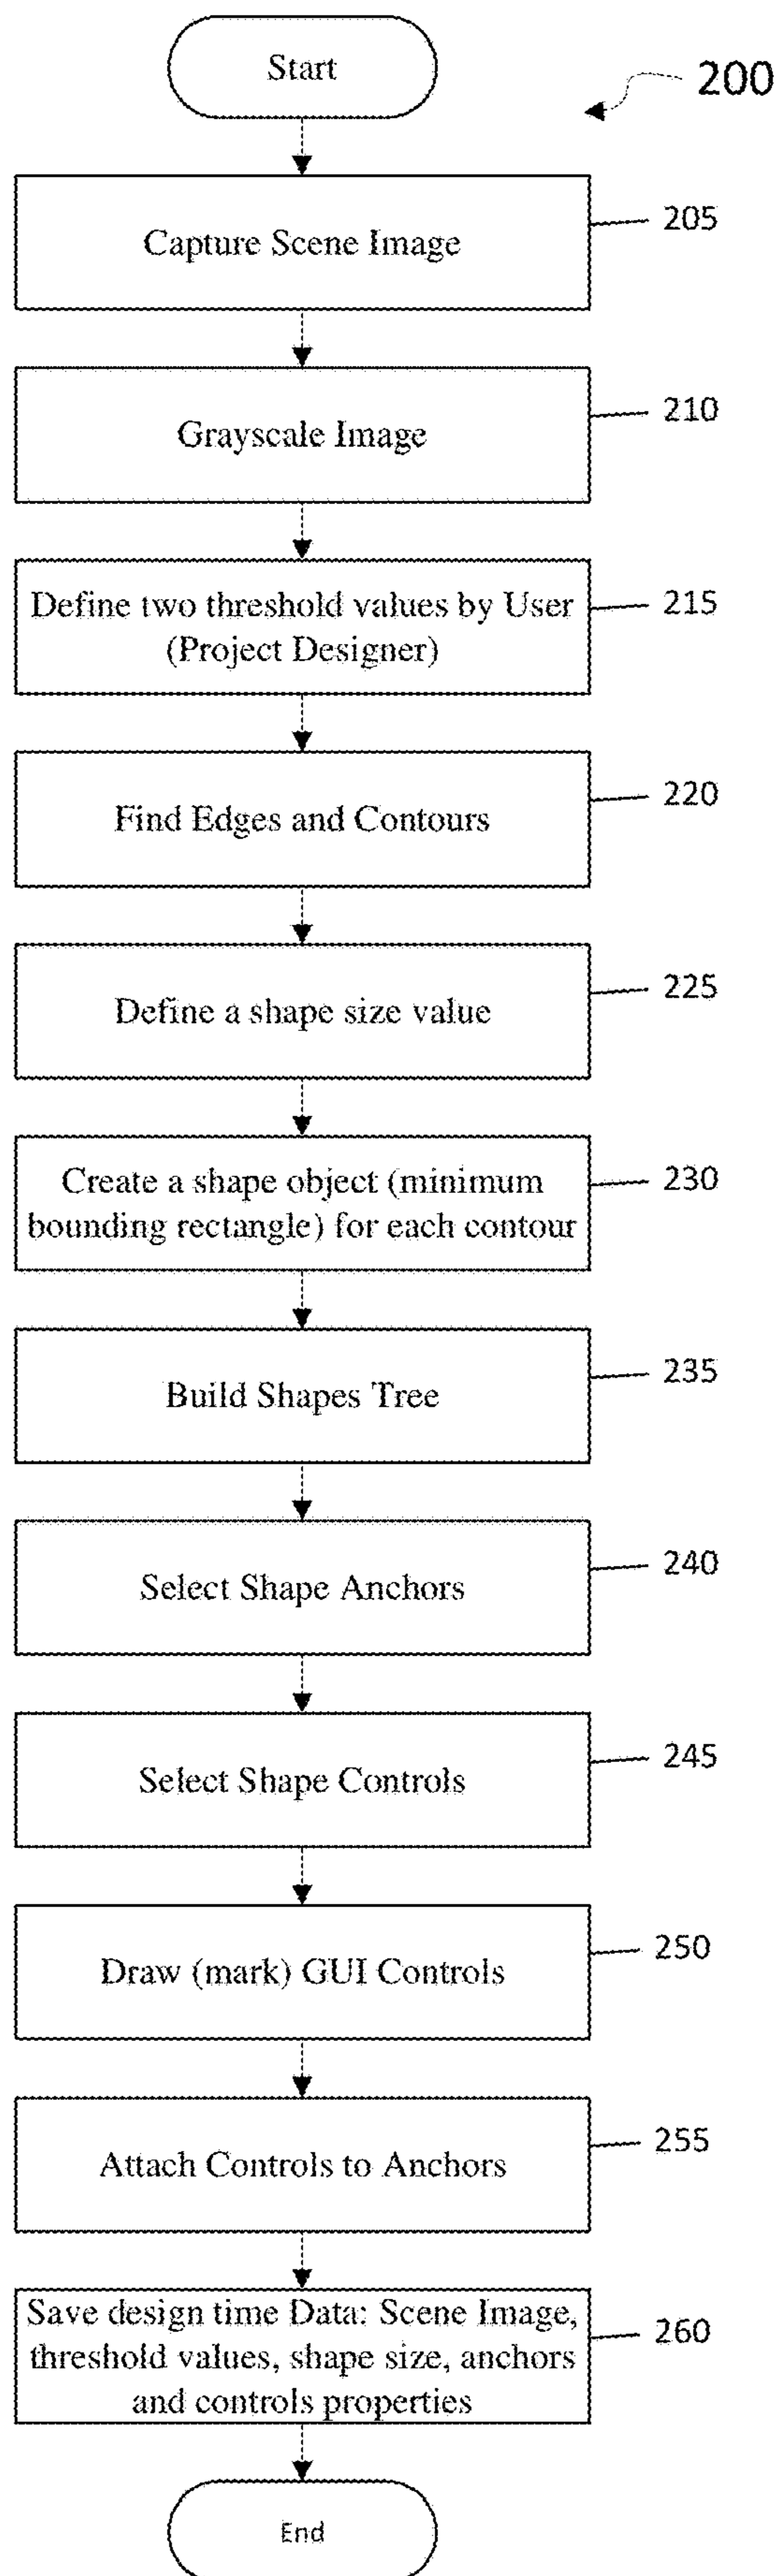 Start
200
Capture Scene Image
205
Grayscale Image
210
Define two threshold values by User
(Project Designer)
215
Find Edges and Contours
220
Define a shape size value
225
Create a shape object (minimum
bounding rectangle) for each contour
230
Build Shapes Tree
235
Select Shape Anchors
240
Select Shape Controls
245
Draw (mark) GUI Controls
250
Attach Controls to Anchors
255
Save design time Data: Scene Image,
threshold values, shape size, anchors
and controls properties
260
End